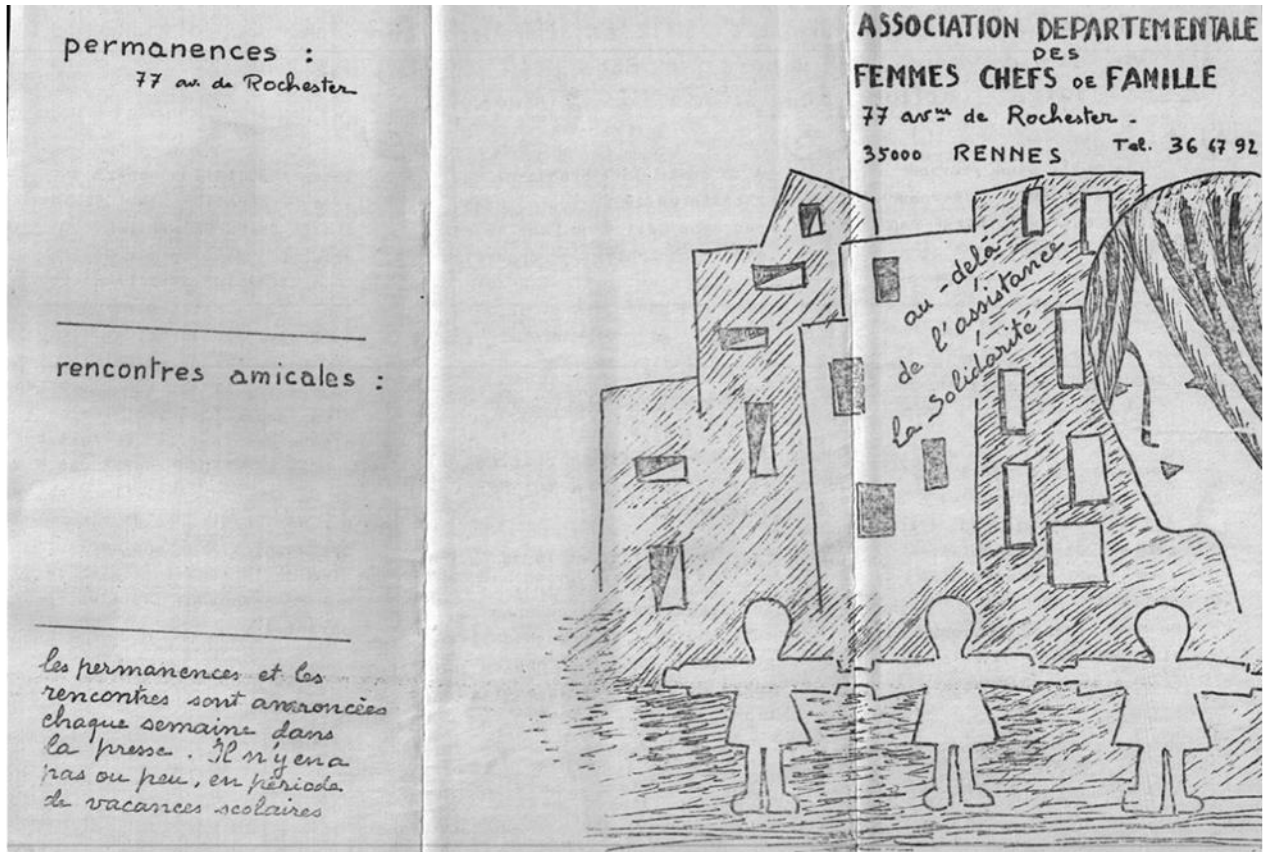 permanences :
77 av. de Rochester
rencontres amicales :
les permanences et les
rencontres sont annoncées
chaque semaine dans
la presse. Il n'y en a
pas ou peu, en période
de vacances scolaires
ASSOCIATION DEPARTEMENTALE
DES
FEMMES CHEFS DE FAMILLE
77 avnue de Rochester -
35000 RENNES Tel. 36 67 92
au-delà
de l'assistance
la Solidarité